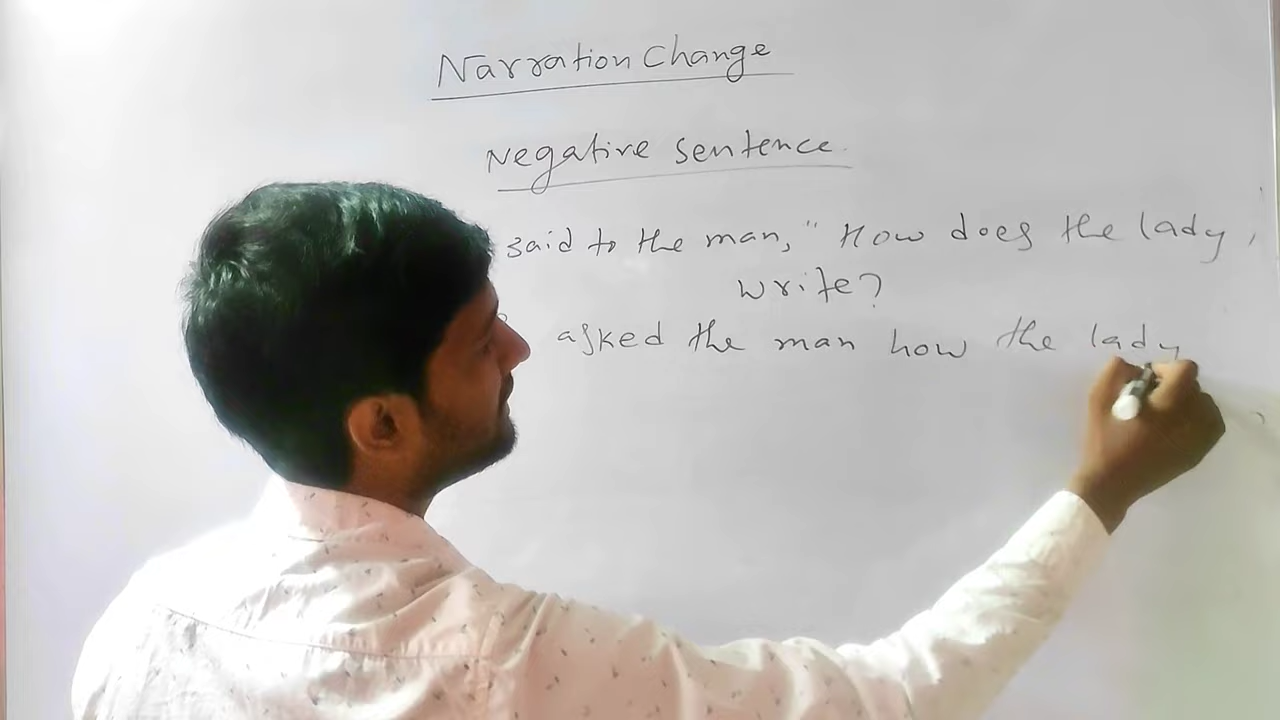 Narration Change
Negative sentence.
said to the man, " How does the lady,
write?
asked the man how the lady